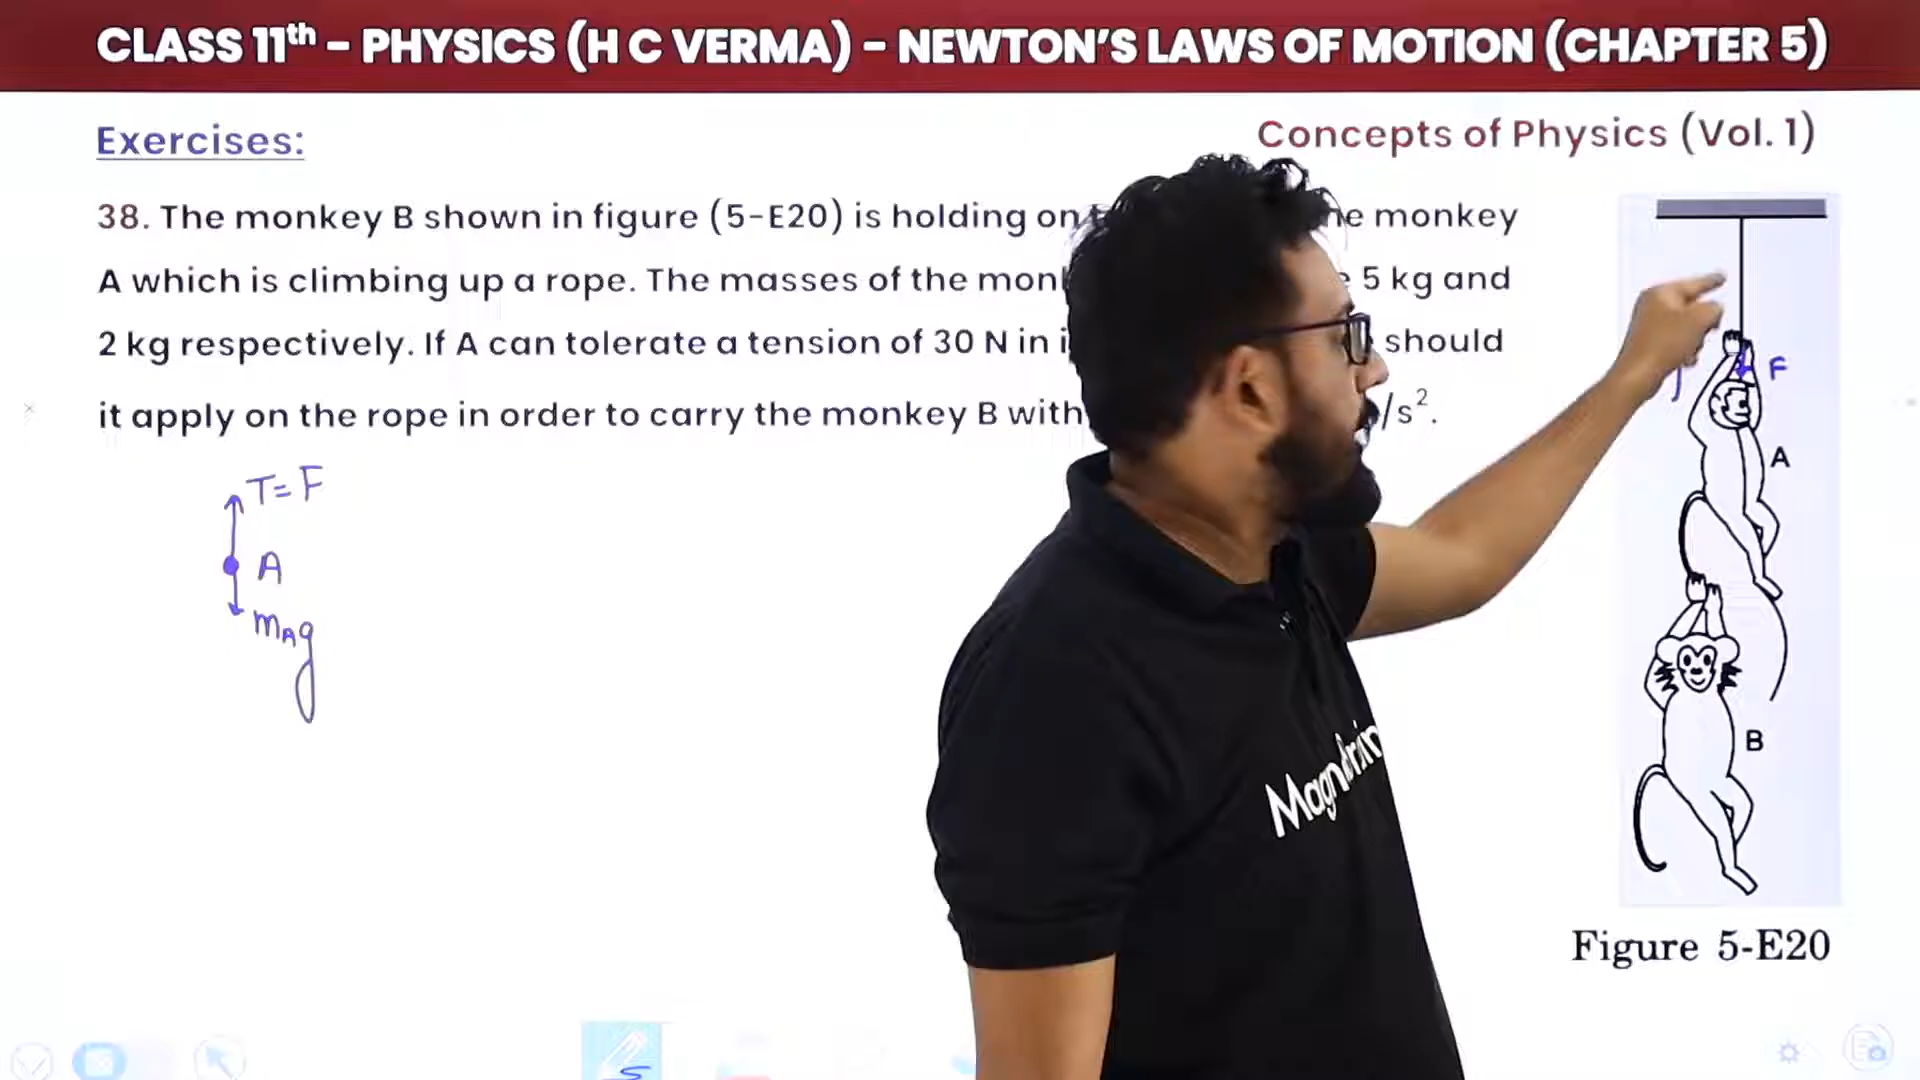 CLASS 11th – PHYSICS (H C VERMA) – NEWTON'S LAWS OF MOTION (CHAPTER 5)
Exercises:
Concepts of Physics (Vol. 1)
38. The monkey B shown in figure (5-E20) is holding on monkey
A which is climbing up a rope. The masses of the 5 kg and
2 kg respectively. If A can tolerate a tension of 30 N in should
it apply on the rope in order to carry the monkey B with /s².
T = F
A
mAg
F
A
B
Magnet Brains
Figure 5-E20